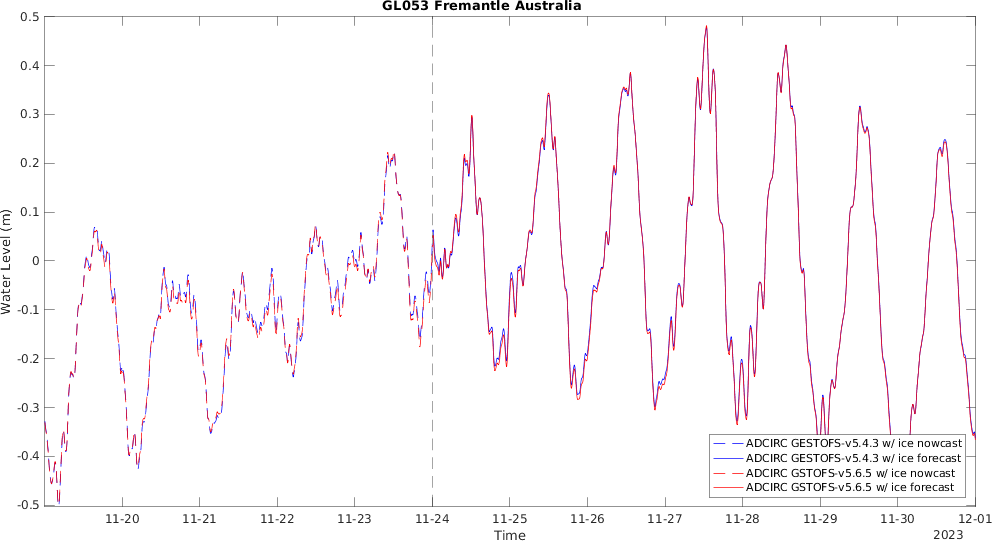 GL053 Fremantle Australia
0.5
0.4
0.3
0.2
0.1
0
-0.1
-0.2
-0.3
-0.4
-0.5
Water Level (m)
ADCIRC GESTOFS-v5.4.3 w/ ice nowcast
ADCIRC GESTOFS-v5.4.3 w/ ice forecast
ADCIRC GSTOFS-v5.6.5 w/ ice nowcast
ADCIRC GSTOFS-v5.6.5 w/ ice forecast
11-20 11-21 11-22 11-23 11-24 11-25 11-26 11-27 11-28 11-29 11-30 12-01
Time
2023